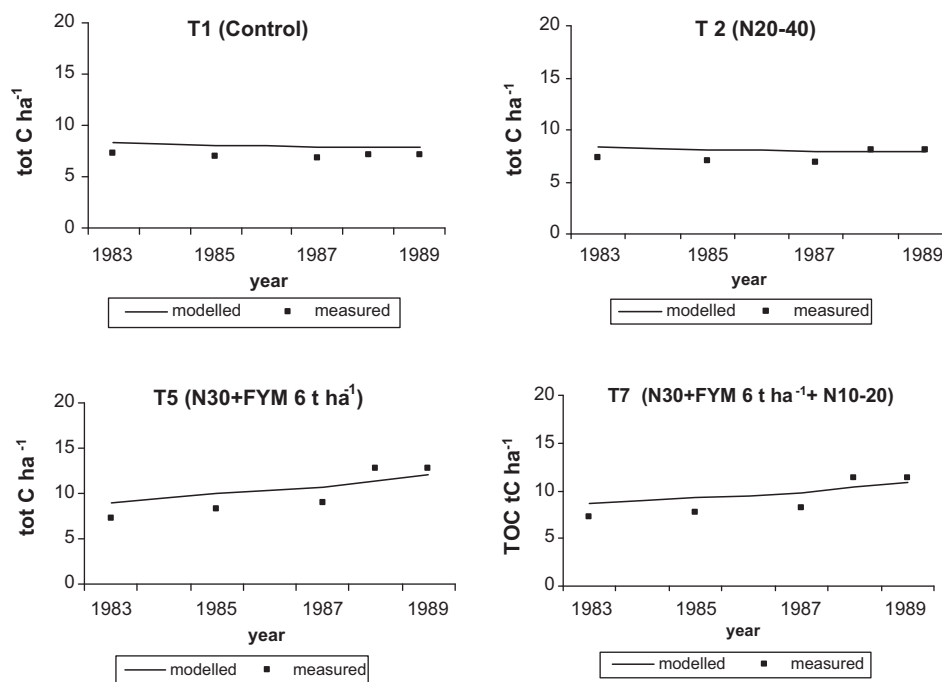 T1 (Control)
20
15
10
5
0
tot C ha⁻¹
1983 1985 1987 1989
year
modelled measured
T 2 (N20-40)
20
15
10
5
0
tot C ha⁻¹
1983 1985 1987 1989
year
modelled measured
T5 (N30+FYM 6 t ha⁻¹)
20
15
10
5
0
tot C ha⁻¹
1983 1985 1987 1989
year
modelled measured
T7 (N30+FYM 6 t ha⁻¹+ N10-20)
20
15
10
5
0
TOC tC ha⁻¹
1983 1985 1987 1989
year
modelled measured